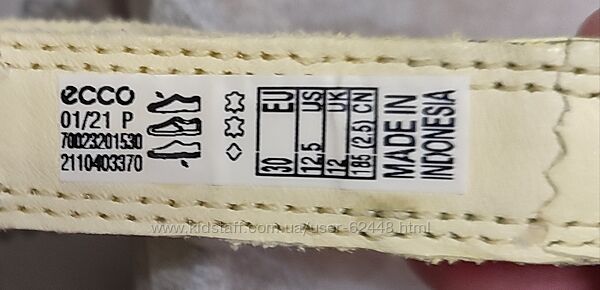 ecco
01/21 P
70023201530
2110403370
EU 30
US 12.5
UK 12
CN 185 (2.5)
MADE IN
INDONESIA
www.kidstaff.com.ua/user-62448.html